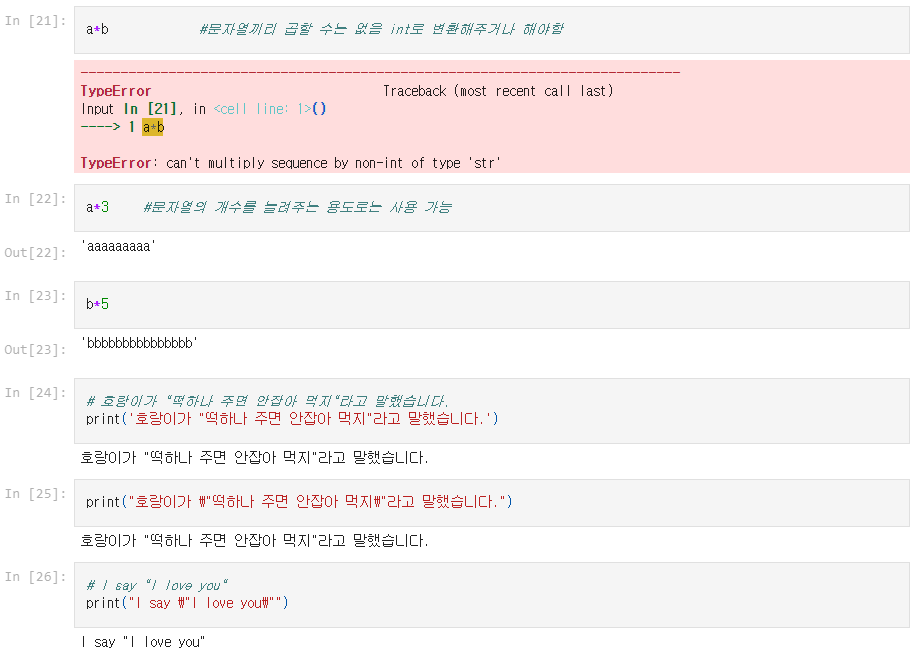 In [21]: a*b #문자열끼리 곱할 수는 없음 int로 변환해주거나 해야함
---------------------------------------------------------------------------
TypeError Traceback (most recent call last)
Input In [21], in <cell line: 1>()
----> 1 a*b
TypeError: can't multiply sequence by non-int of type 'str'
In [22]: a*3 #문자열의 개수를 늘려주는 용도로는 사용 가능
Out[22]: 'aaaaaaaaa'
In [23]: b*5
Out[23]: 'bbbbbbbbbbbbbbb'
In [24]: # 호랑이가 "떡하나 주면 안잡아 먹지"라고 말했습니다.
print('호랑이가 "떡하나 주면 안잡아 먹지"라고 말했습니다.')
호랑이가 "떡하나 주면 안잡아 먹지"라고 말했습니다.
In [25]: print("호랑이가 ₩"떡하나 주면 안잡아 먹지₩"라고 말했습니다.")
호랑이가 "떡하나 주면 안잡아 먹지"라고 말했습니다.
In [26]: # I say "I love you"
print("I say ₩"I love you₩"")
I say "I love you"